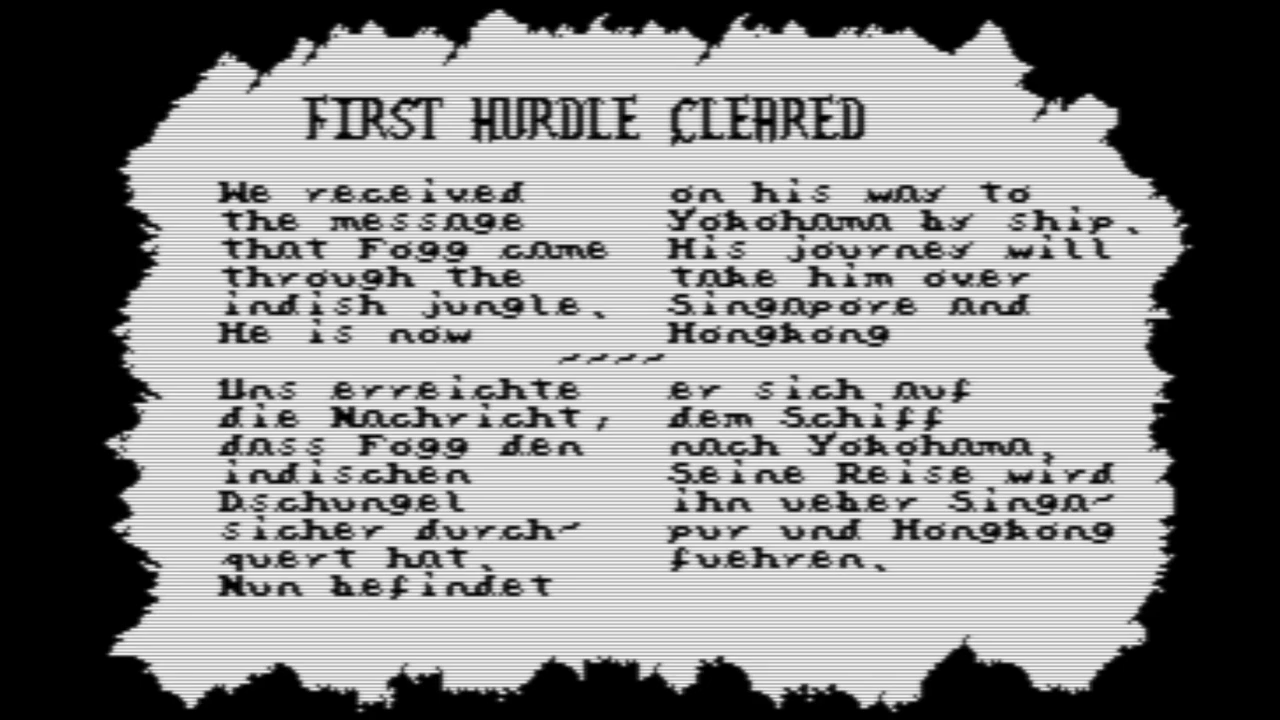 FIRST HURDLE CLEARED
We received
the message
that Fogg came
through the
indish jungle.
He is now
on his way to
Yokohama by ship.
His journey will
take him over
Singapore and
Hongkong
~~~~
Uns erreichte
die Nachricht,
dass Fogg den
indischen
Dschungel
sicher durch-
quert hat.
Nun befindet
er sich auf
dem Schiff
nach Yokohama.
Seine Reise wird
ihn ueber Singa-
pur und Hongkong
fuehren.